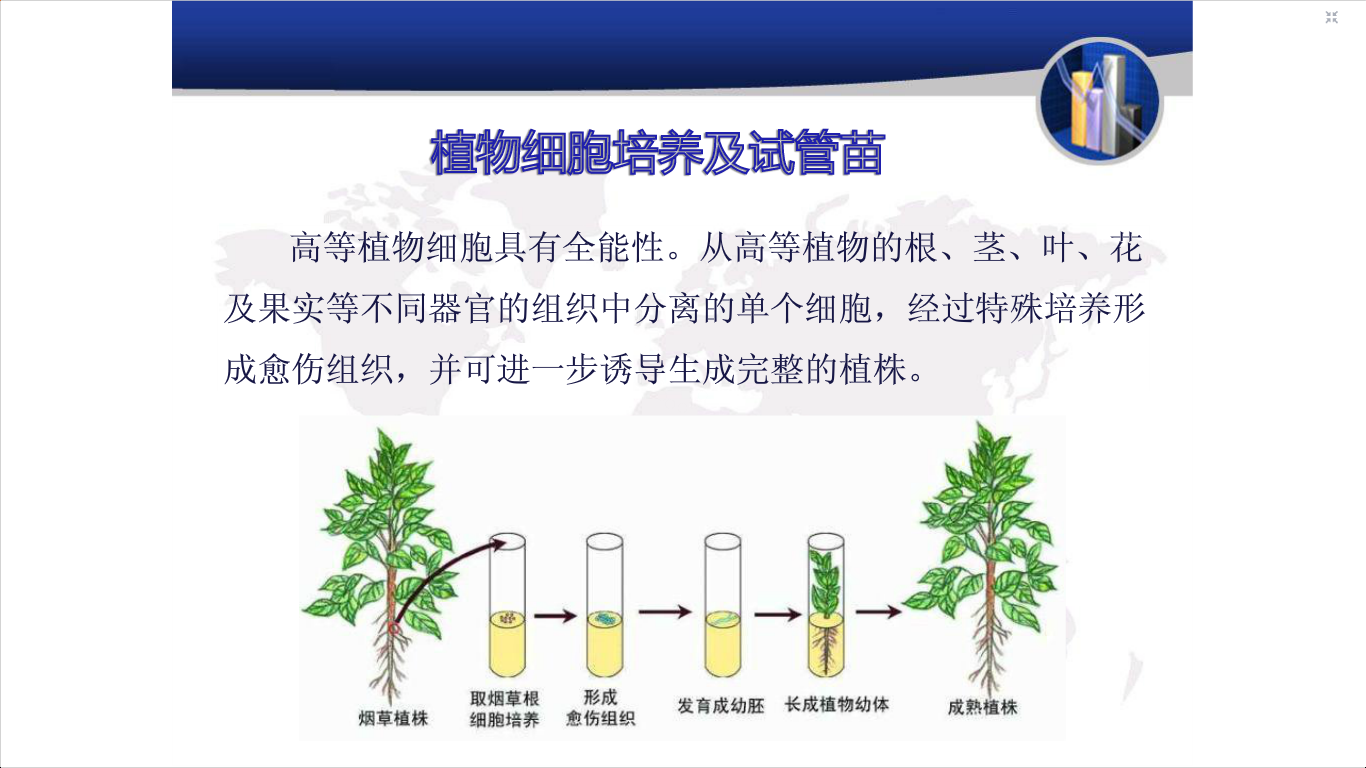 植物细胞培养及试管苗
高等植物细胞具有全能性。从高等植物的根、茎、叶、花
及果实等不同器官的组织中分离的单个细胞，经过特殊培养形
成愈伤组织，并可进一步诱导生成完整的植株。
烟草植株
取烟草根
细胞培养
形成
愈伤组织
发育成幼胚
长成植物幼体
成熟植株